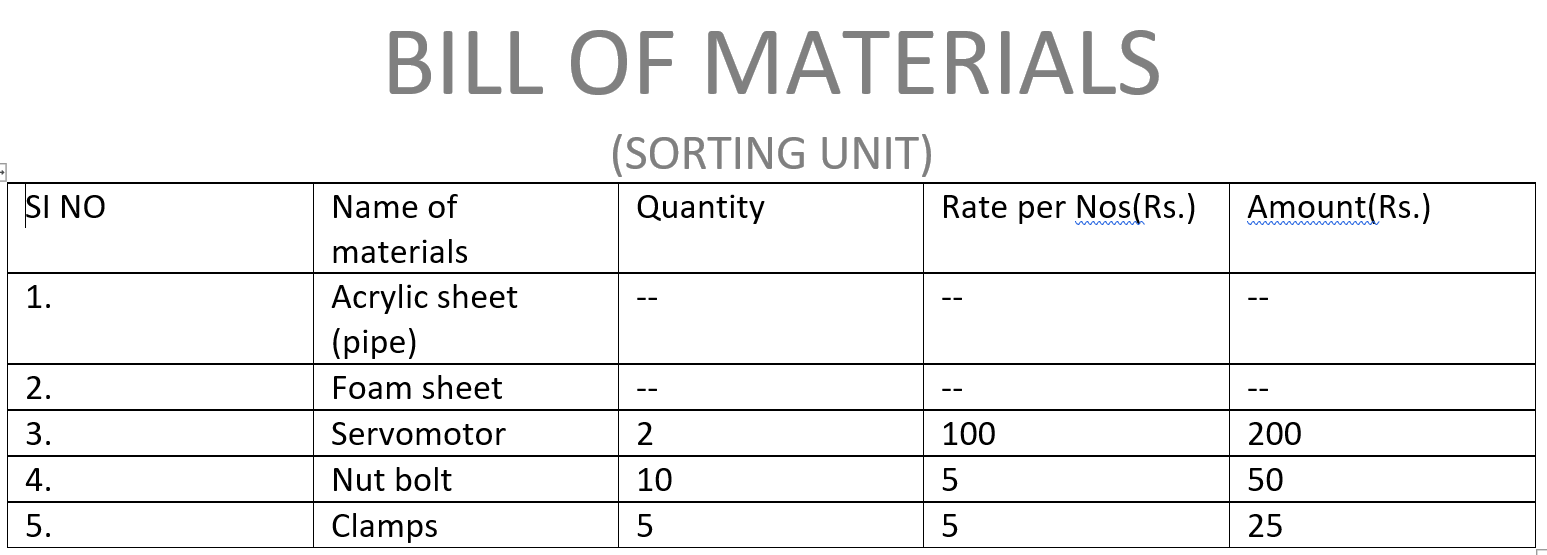 BILL OF MATERIALS
(SORTING UNIT)
SI NO Name of materials Quantity Rate per Nos(Rs.) Amount(Rs.)
1. Acrylic sheet (pipe) -- -- --
2. Foam sheet -- -- --
3. Servomotor 2 100 200
4. Nut bolt 10 5 50
5. Clamps 5 5 25